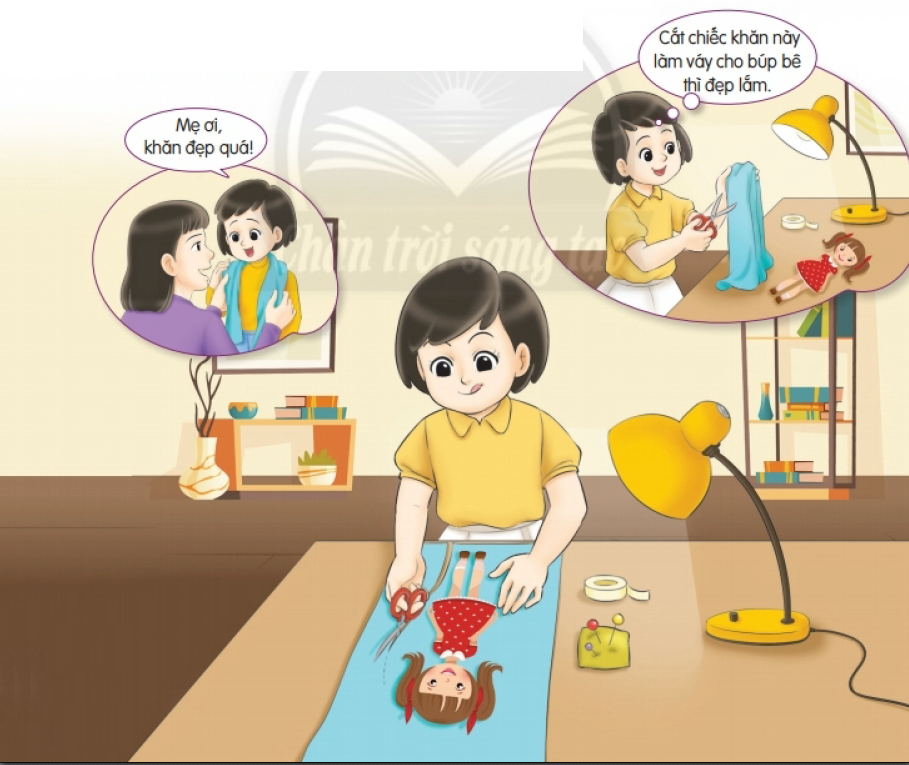 Mẹ ơi,
khăn đẹp quá!
Cắt chiếc khăn này
làm váy cho búp bê
thì đẹp lắm.
Chân trời sáng tạo